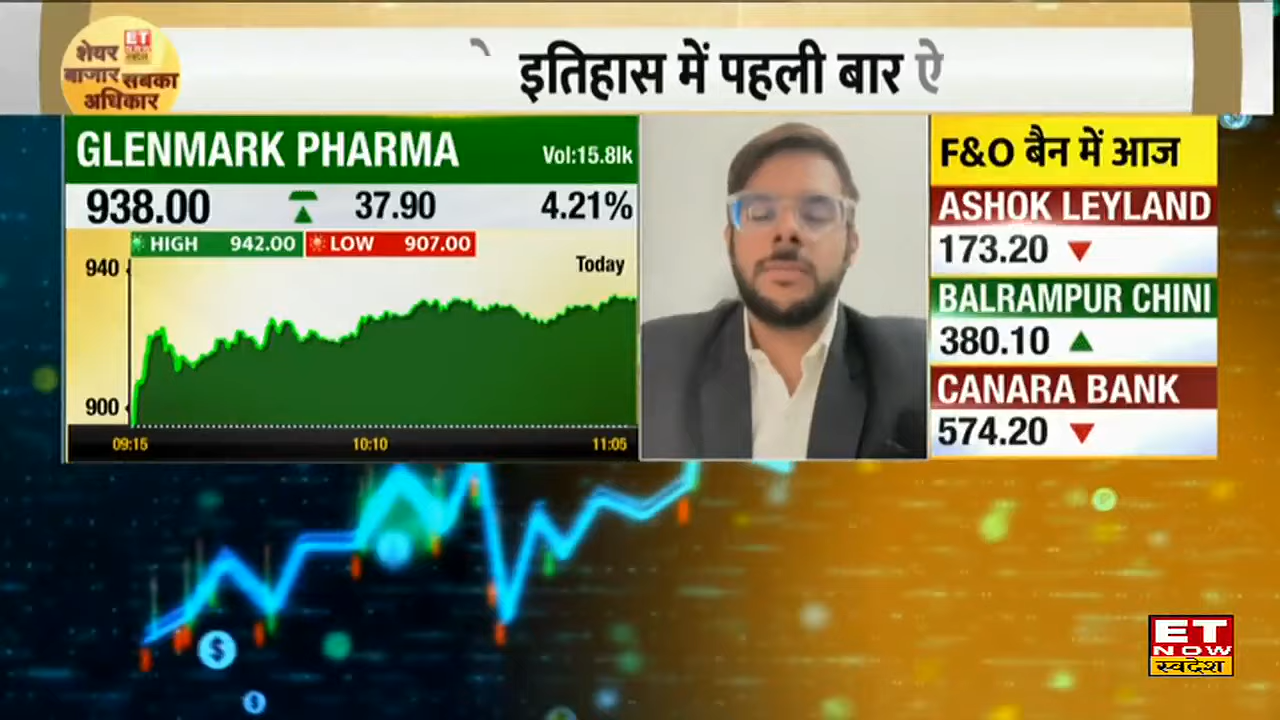 शेयर
बाजार सबका
अधिकार
ET
NOW
स्वदेश
इतिहास में पहली बार ऐ
GLENMARK PHARMA
Vol:15.8lk
938.00 37.90 4.21%
HIGH 942.00 LOW 907.00
Today
940
900
09:15 10:10 11:05
F&O बैन में आज
ASHOK LEYLAND
173.20
BALRAMPUR CHINI
380.10
CANARA BANK
574.20
ET
NOW
स्वदेश